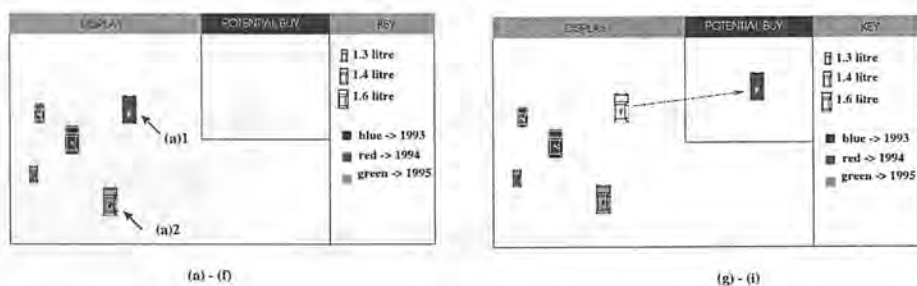 DISPLAY
POTENTIAL BUY
KEY
1.3 litre
1.4 litre
1.6 litre
blue -> 1993
red -> 1994
green -> 1995
(a)1
(a)2
(a) - (f)
DISPLAY
POTENTIAL BUY
KEY
1.3 litre
1.4 litre
1.6 litre
blue -> 1993
red -> 1994
green -> 1995
(g) - (i)